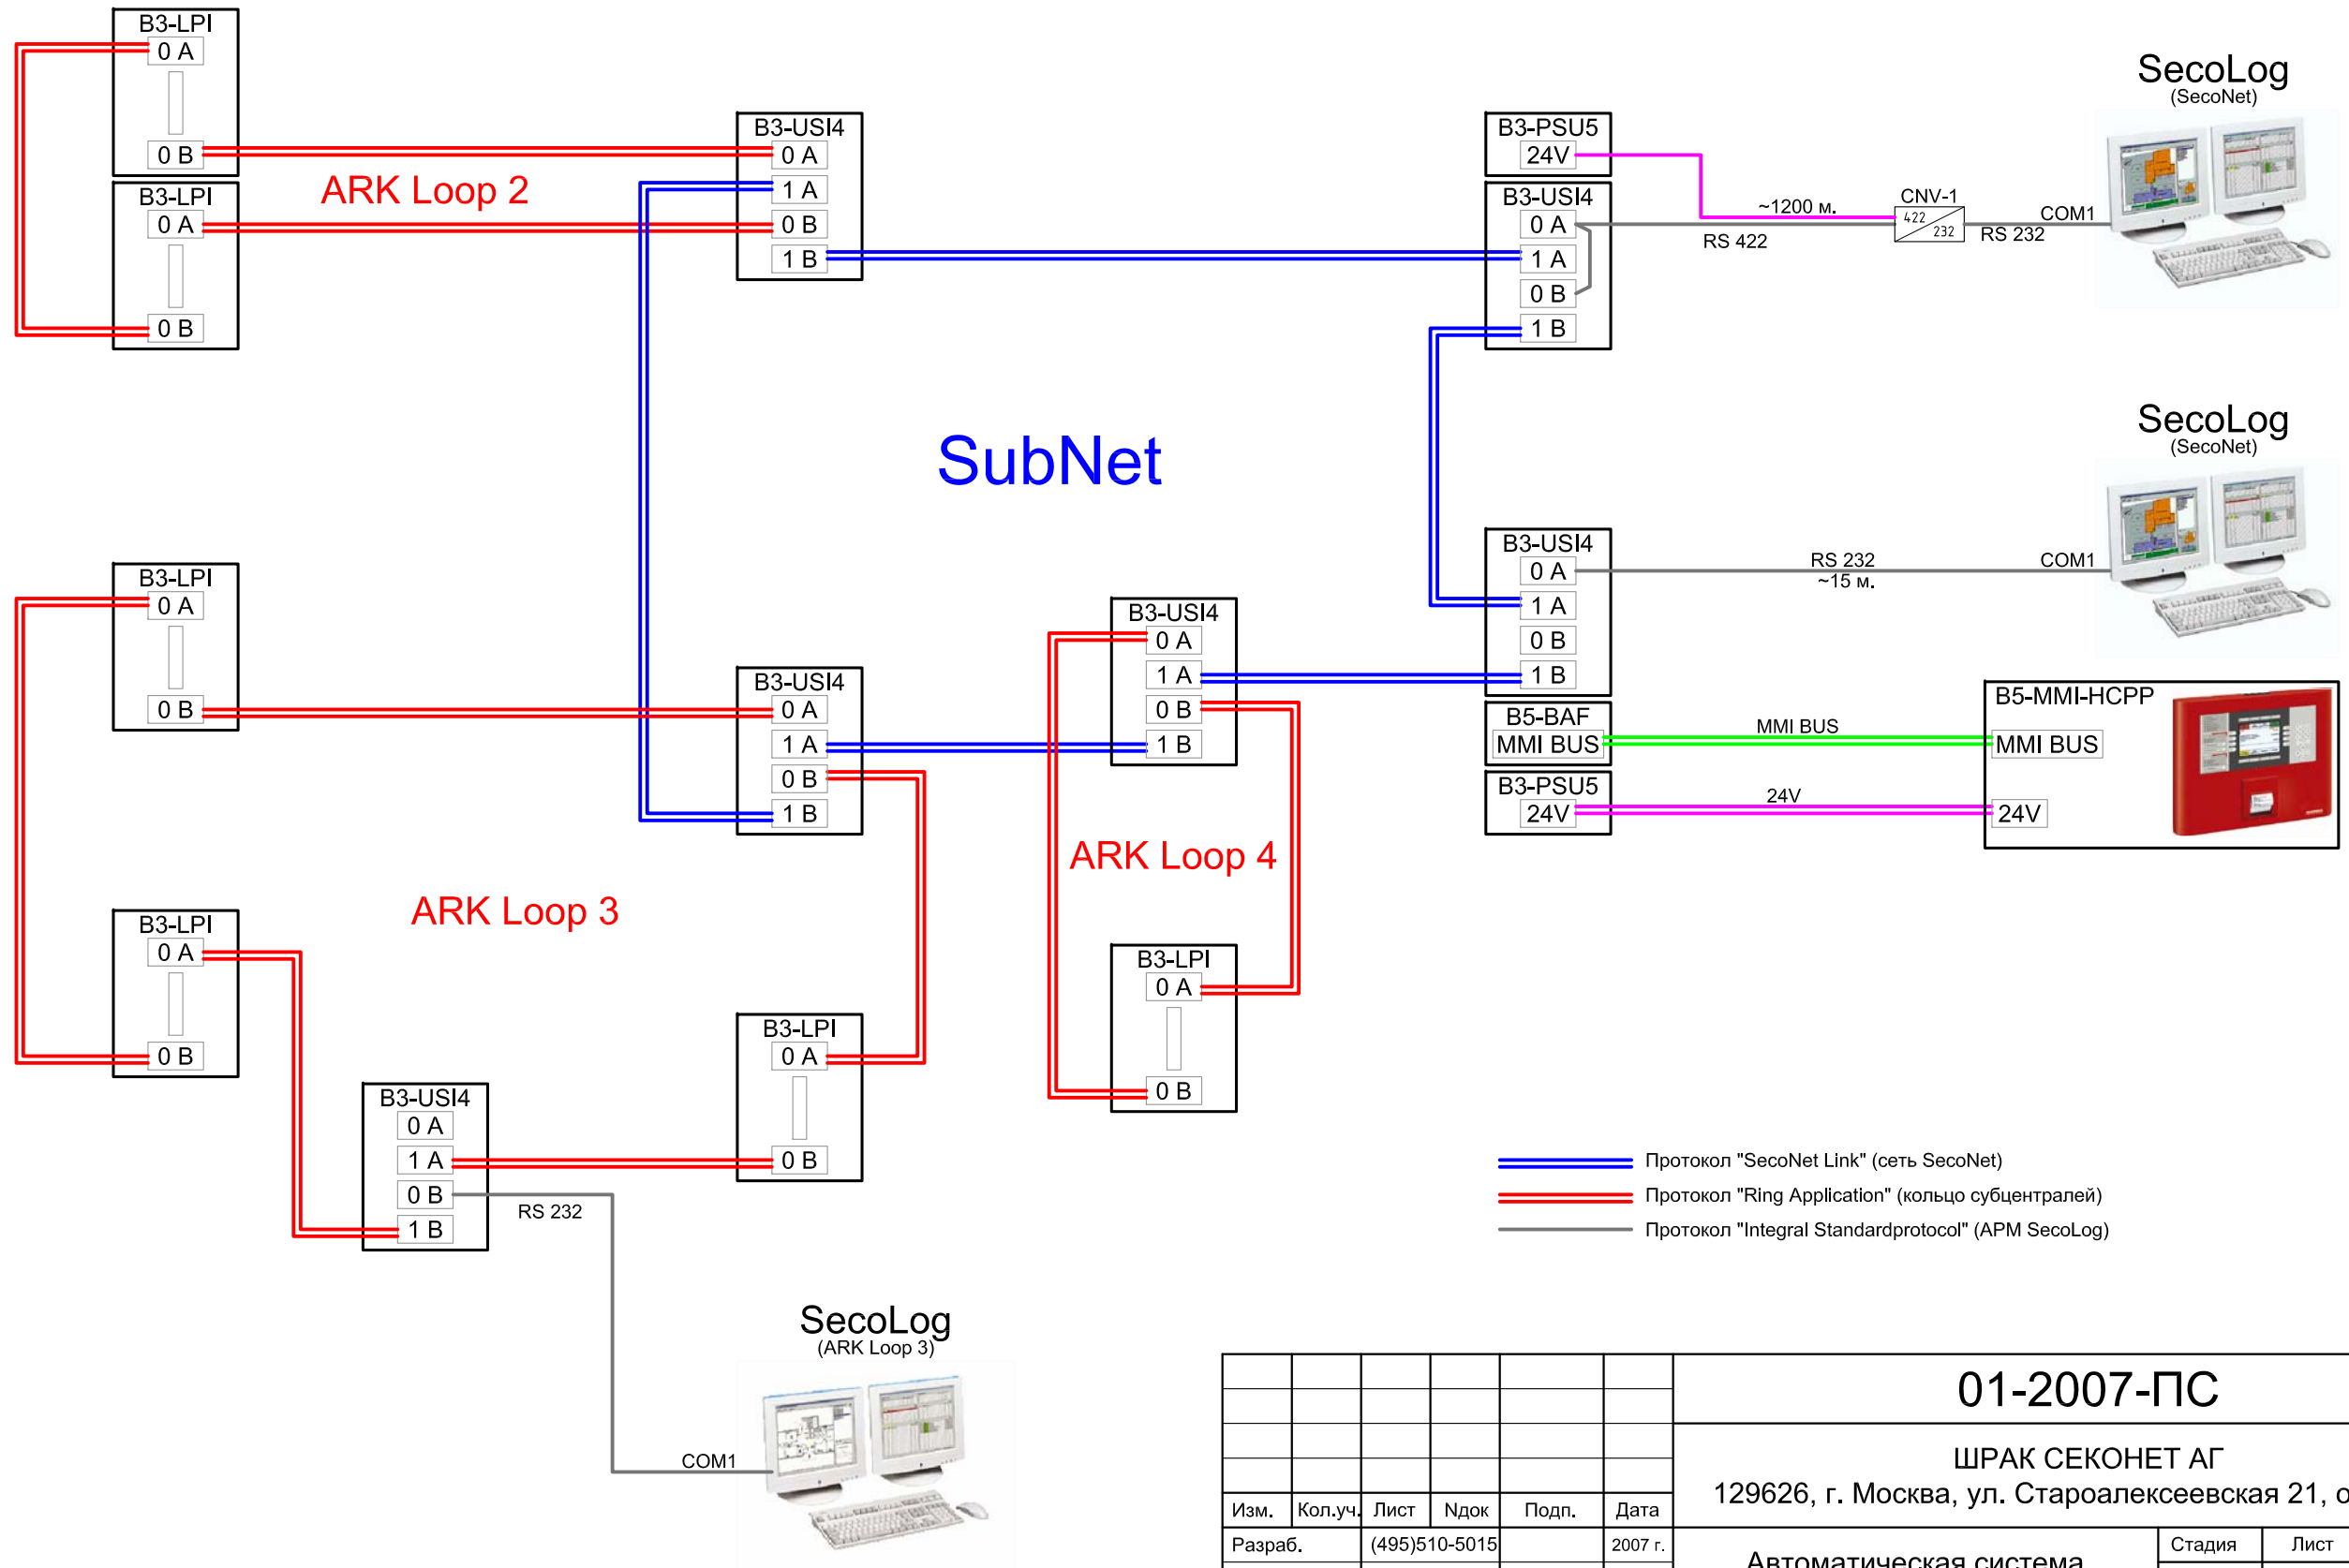 B3-LPI
0 A
0 B
B3-LPI
0 A
0 B
ARK Loop 2
B3-USI4
0 A
1 A
0 B
1 B
B3-PSU5
24V
B3-USI4
0 A
1 A
0 B
1 B
~1200 м.
RS 422
CNV-1
422
232
RS 232
COM1
SecoLog
(SecoNet)
SubNet
SecoLog
(SecoNet)
B3-USI4
0 A
1 A
0 B
1 B
RS 232
~15 м.
COM1
B5-BAF
MMI BUS
MMI BUS
B5-MMI-HCPP
MMI BUS
24V
B3-PSU5
24V
24V
B3-LPI
0 A
0 B
B3-USI4
0 A
1 A
0 B
1 B
B3-USI4
0 A
1 A
0 B
1 B
ARK Loop 4
B3-LPI
0 A
0 B
ARK Loop 3
B3-LPI
0 A
0 B
B3-LPI
0 A
0 B
B3-USI4
0 A
1 A
0 B
1 B
RS 232
Протокол "SecoNet Link" (сеть SecoNet)
Протокол "Ring Application" (кольцо субцентралей)
Протокол "Integral Standardprotocol" (АРМ SecoLog)
SecoLog
(ARK Loop 3)
COM1
01-2007-ПС
ШРАК СЕКОНЕТ АГ
129626, г. Москва, ул. Староалексеевская 21, о
Изм. Кол.уч. Лист Nдок Подп. Дата
Разраб. (495)510-5015 2007 г.
Автоматическая система
Стадия Лист